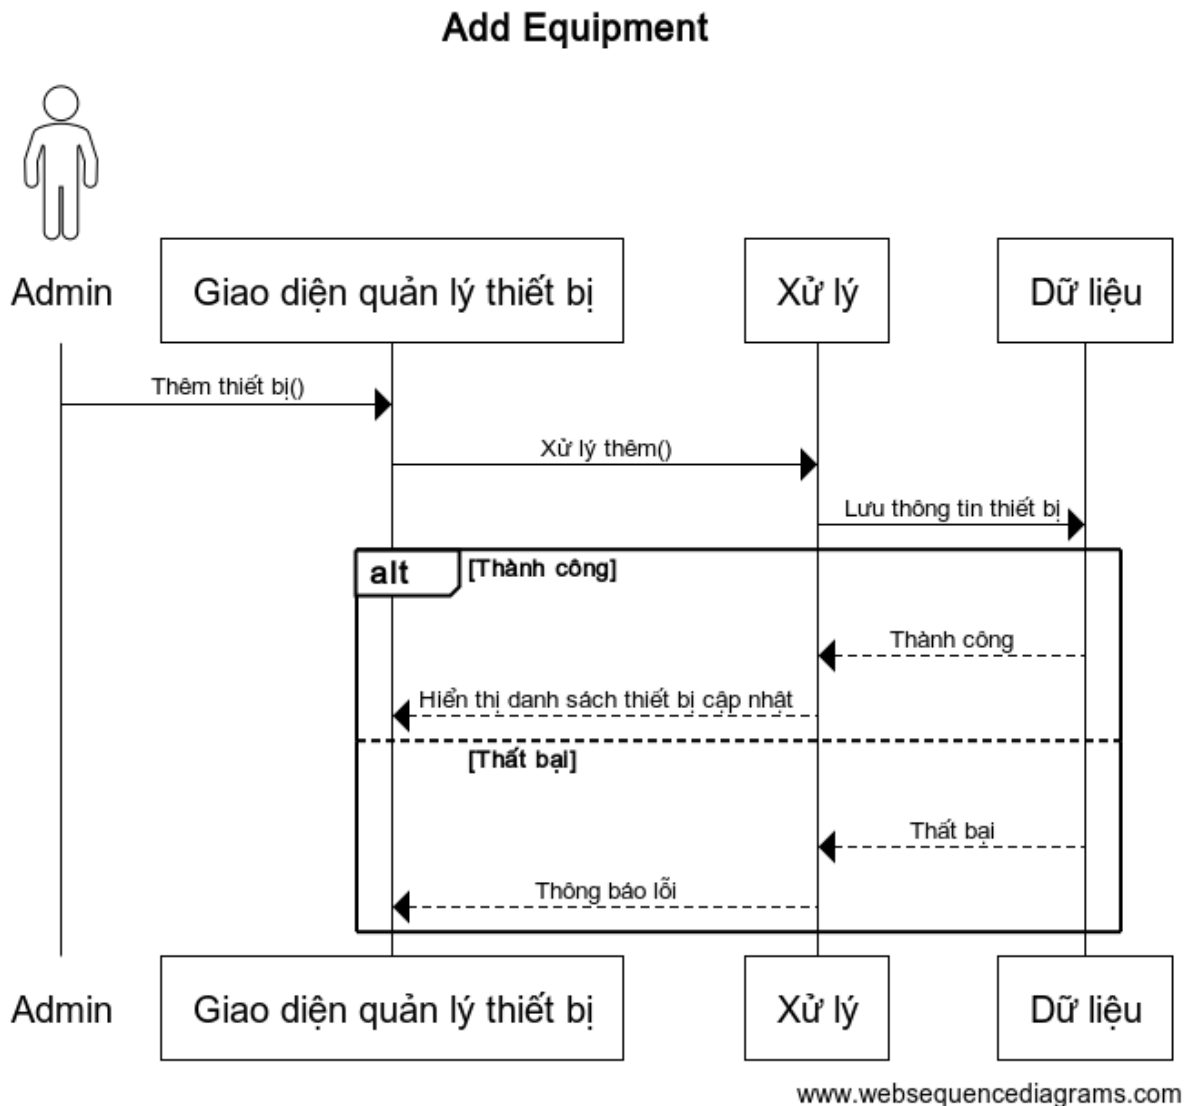 Add Equipment
Admin
Giao diện quản lý thiết bị
Xử lý
Dữ liệu
Thêm thiết bị()
Xử lý thêm()
Lưu thông tin thiết bị
alt
[Thành công]
Thành công
Hiển thị danh sách thiết bị cập nhật
[Thất bại]
Thất bại
Thông báo lỗi
Admin
Giao diện quản lý thiết bị
Xử lý
Dữ liệu
www.websequencediagrams.com